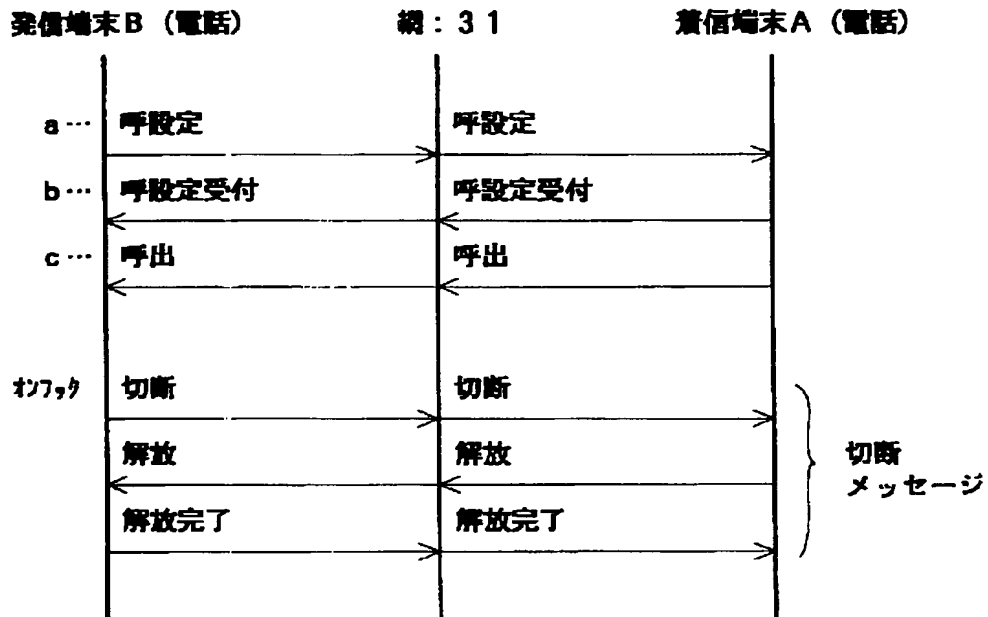 発信端末B（電話） 網：31 着信端末A（電話）
a… 呼設定 呼設定
b… 呼設定受付 呼設定受付
c… 呼出 呼出
オンフック 切断 切断
解放 解放
切断
メッセージ
解放完了 解放完了